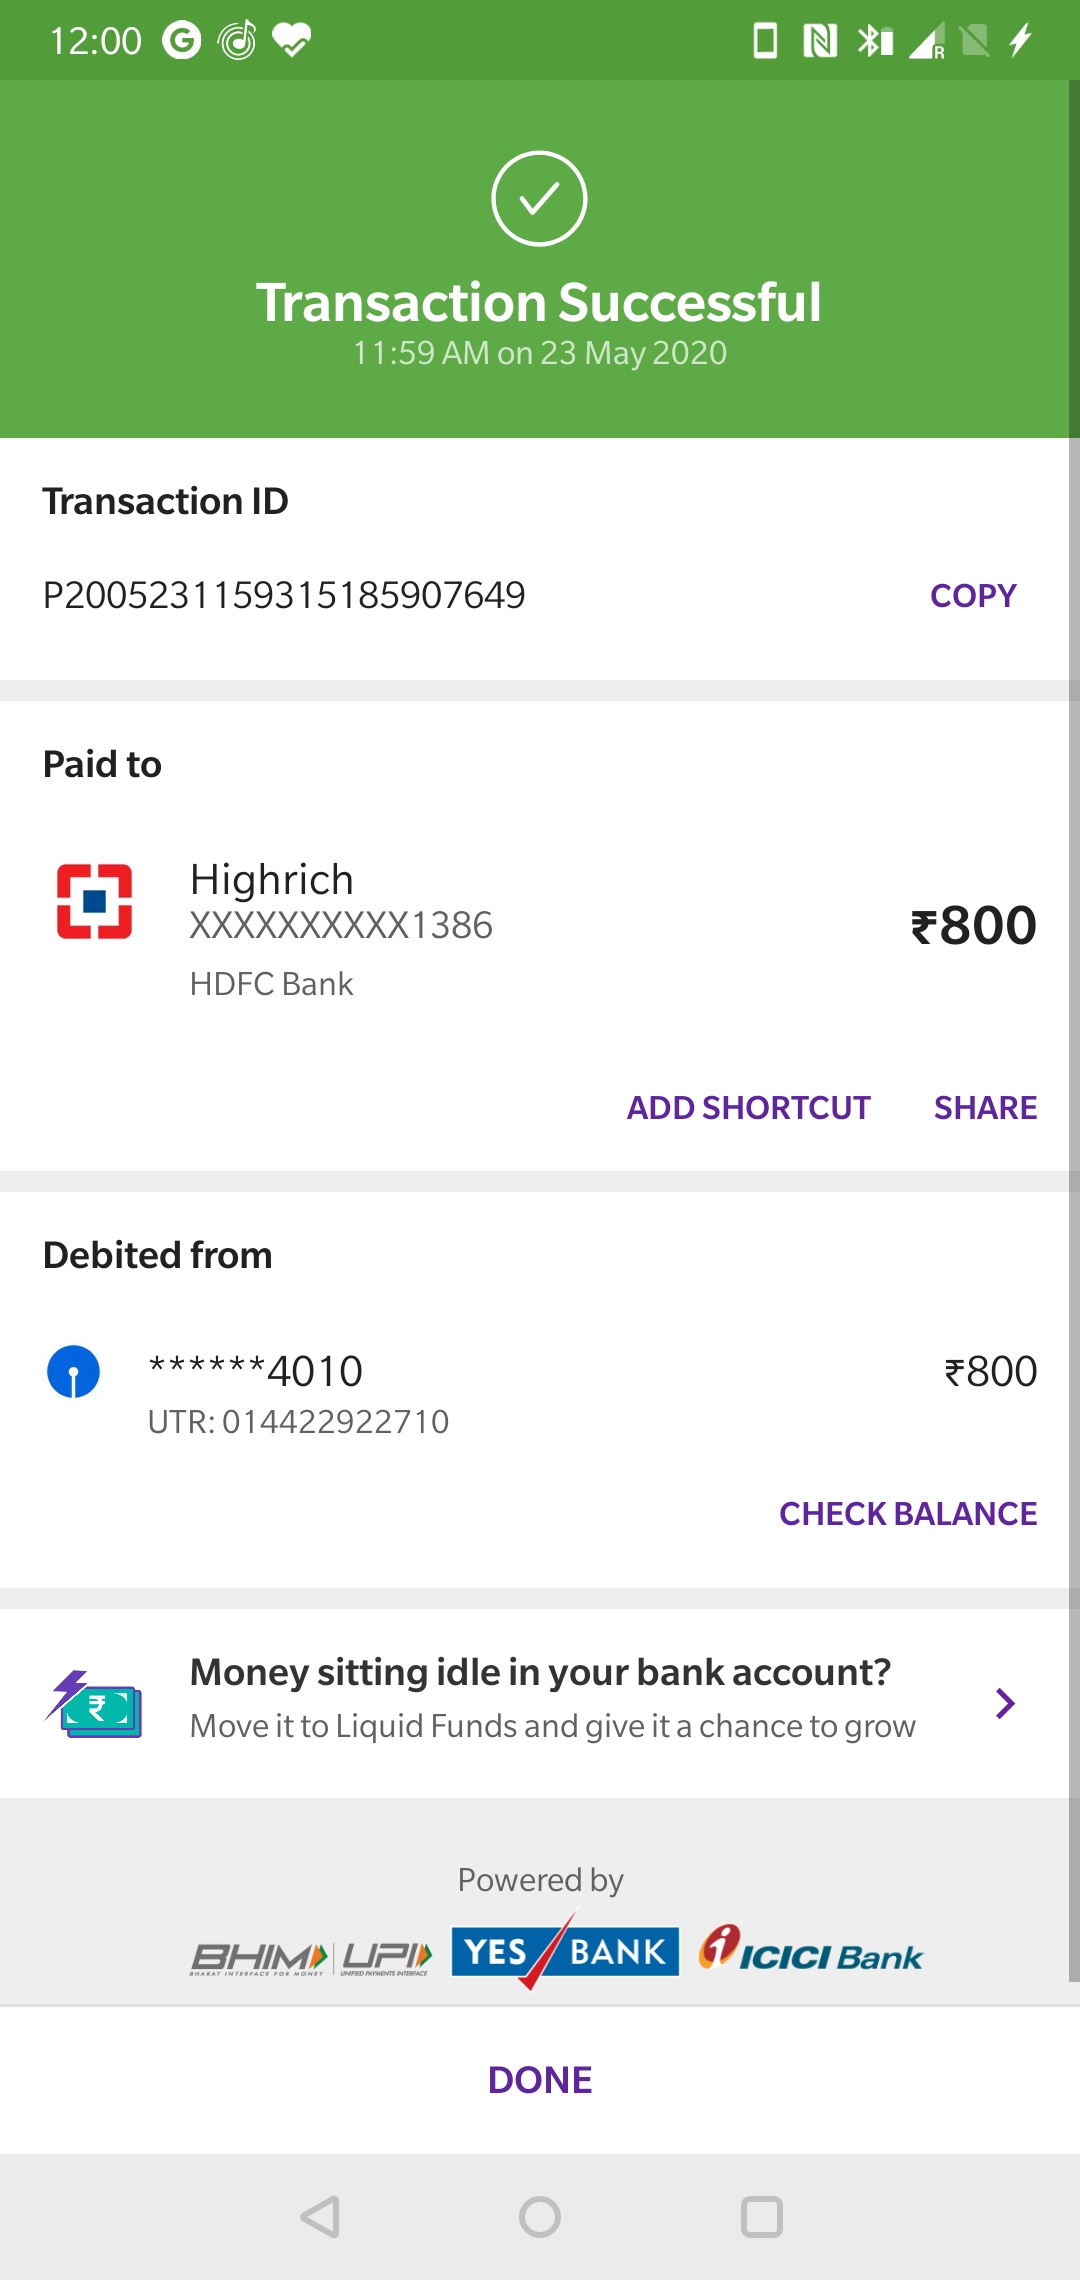 12:00
Transaction Successful
11:59 AM on 23 May 2020
Transaction ID
P2005231159315185907649
COPY
Paid to
Highrich
XXXXXXXXXX1386
₹800
HDFC Bank
ADD SHORTCUT SHARE
Debited from
******4010
₹800
UTR: 014422922710
CHECK BALANCE
Money sitting idle in your bank account?
Move it to Liquid Funds and give it a chance to grow
Powered by
BHIM UPI YES BANK ICICI Bank
BHARAT INTERFACE FOR MONEY UNIFIED PAYMENTS INTERFACE
DONE